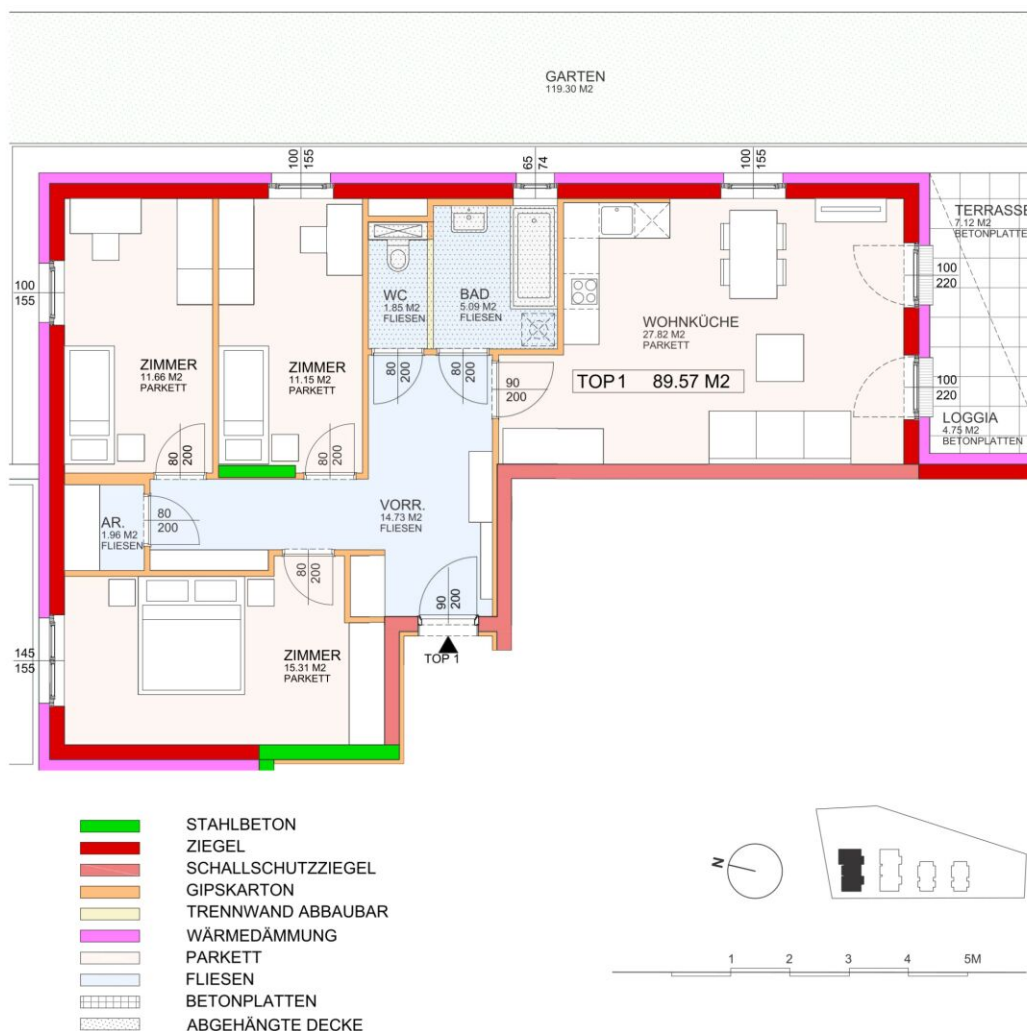 GARTEN
119.30 M2
100
155
65
74
100
155
TERRASSE
7.12 M2
BETONPLATTEN
100
155
100
220
WC
1.85 M2
FLIESEN
BAD
5.09 M2
FLIESEN
WOHNKÜCHE
27.82 M2
PARKETT
ZIMMER
11.66 M2
PARKETT
ZIMMER
11.15 M2
PARKETT
80
200
80
200
90
200
TOP 1 89.57 M2
100
220
LOGGIA
4.75 M2
BETONPLATTEN
80
200
80
200
AR.
1.96 M2
FLIESEN
80
200
VORR.
14.73 M2
FLIESEN
80
200
90
200
145
155
ZIMMER
15.31 M2
PARKETT
TOP 1
STAHLBETON
ZIEGEL
SCHALLSCHUTZZIEGEL
GIPSKARTON
TRENNWAND ABBAUBAR
WÄRMEDÄMMUNG
PARKETT
FLIESEN
BETONPLATTEN
ABGEHÄNGTE DECKE
N
1 2 3 4 5M